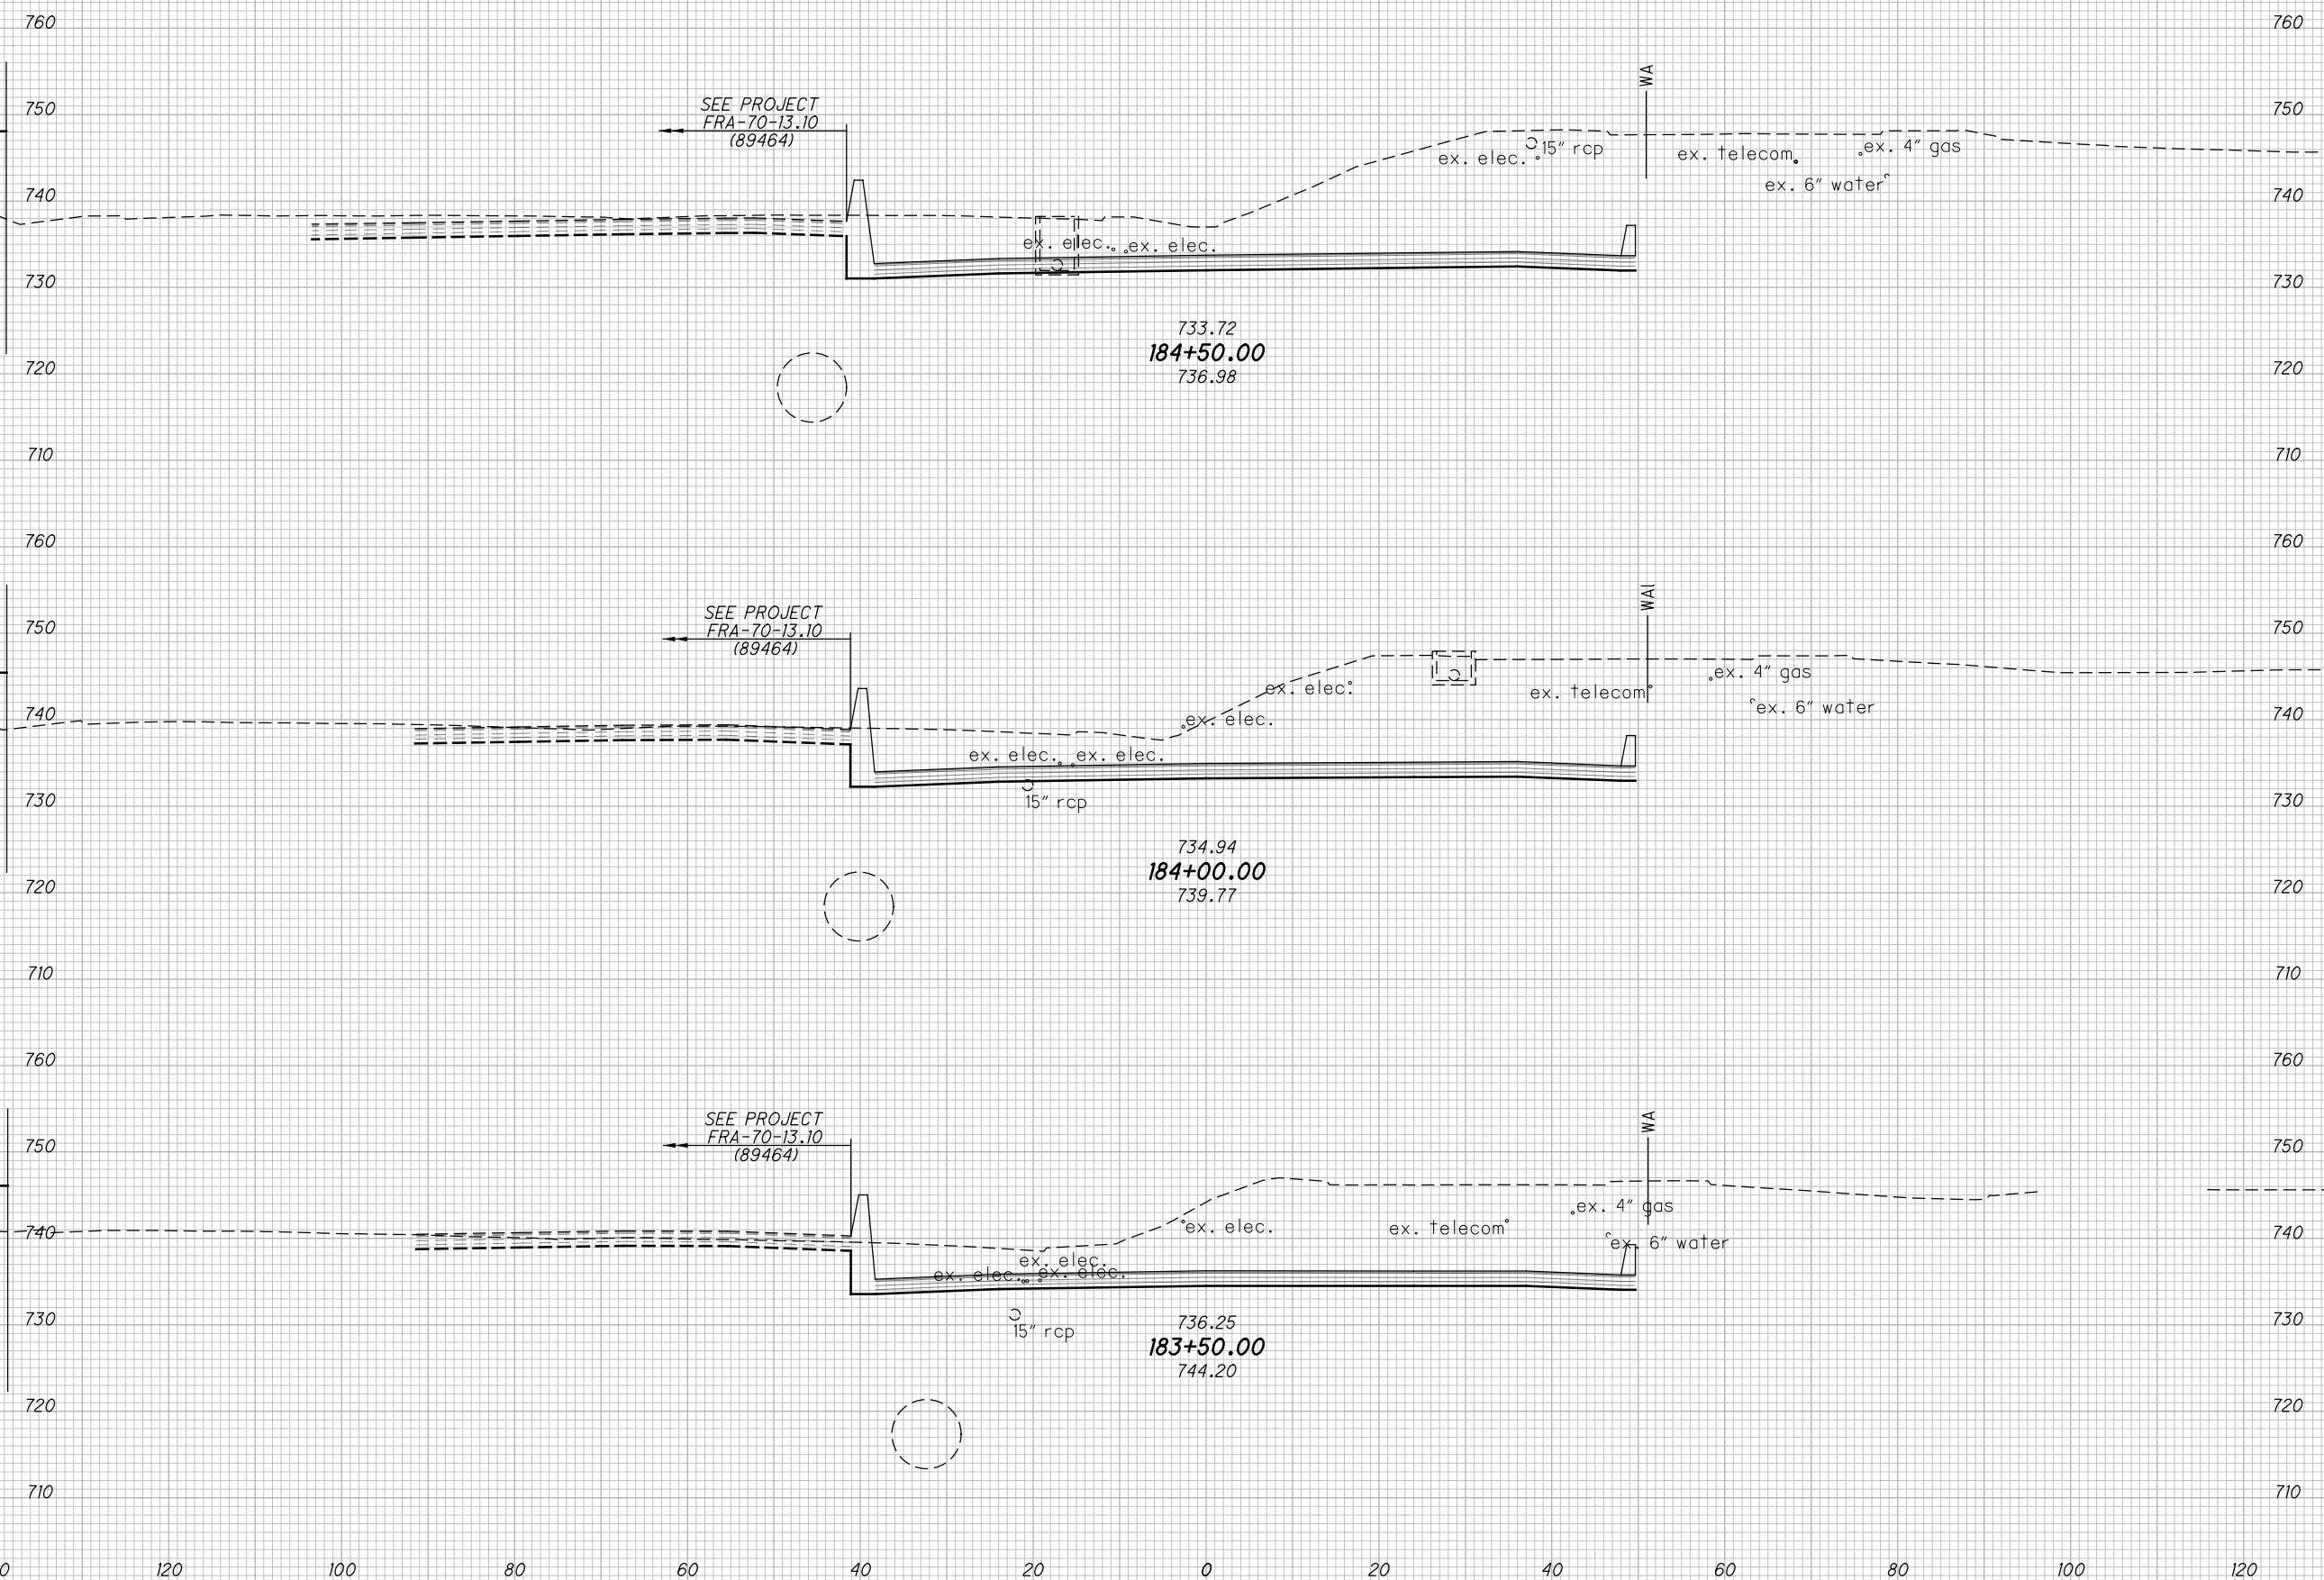 760 760
WA
SEE PROJECT
FRA-70-13.10
(89464)
750 750
ex. elec. 15" rcp ex. telecom. ex. 4" gas
ex. 6" water
740 740
ex. elec. ex. elec.
730 730
733.72
184+50.00
736.98
720 720
710 710
760 760
WAI
SEE PROJECT
FRA-70-13.10
(89464)
750 750
ex. 4" gas
ex. elec. ex. telecom
ex. 6" water
740 740
ex. elec.
ex. elec. ex. elec.
730 730
15" rcp
734.94
184+00.00
739.77
720 720
710 710
760 760
WA
SEE PROJECT
FRA-70-13.10
(89464)
750 750
ex. 4" gas
ex. elec. ex. telecom
740 740
ex. 6" water
ex. elec.
ex. elec. ex. elec.
730 730
15" rcp
736.25
183+50.00
744.20
720 720
710 710
0 120 100 80 60 40 20 0 20 40 60 80 100 120